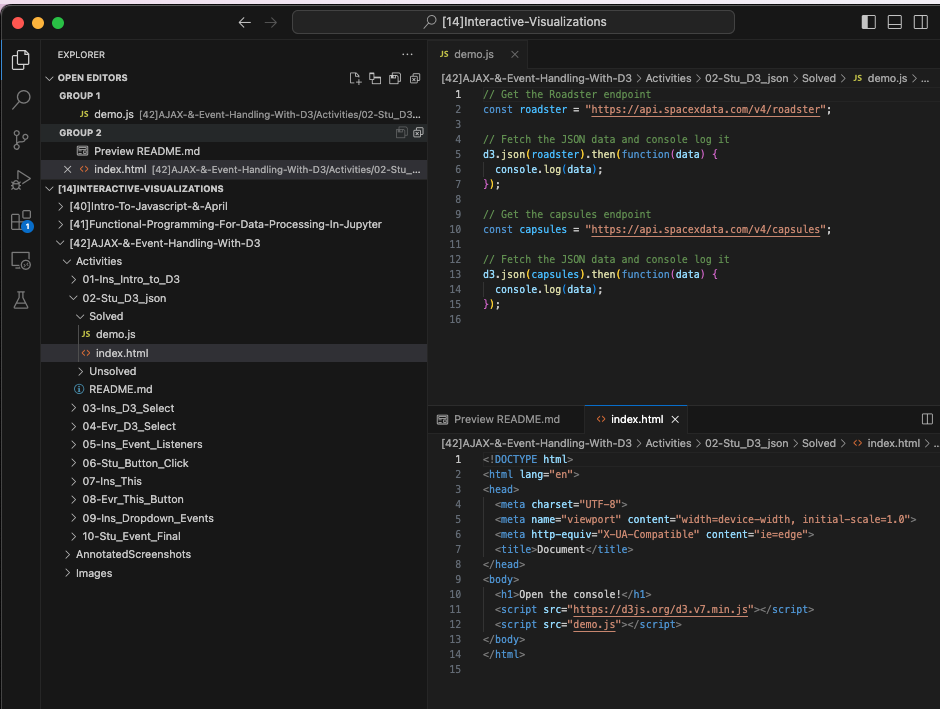 [14]Interactive-Visualizations
EXPLORER
OPEN EDITORS
GROUP 1
JS demo.js [42]AJAX-&-Event-Handling-With-D3/Activities/02-Stu_D3...
GROUP 2
Preview README.md
index.html [42]AJAX-&-Event-Handling-With-D3/Activities/02-Stu_...
[14]INTERACTIVE-VISUALIZATIONS
[40]Intro-To-Javascript-&-April
[41]Functional-Programming-For-Data-Processing-In-Jupyter
[42]AJAX-&-Event-Handling-With-D3
Activities
01-Ins_Intro_to_D3
02-Stu_D3_json
Solved
JS demo.js
index.html
Unsolved
README.md
03-Ins_D3_Select
04-Evr_D3_Select
05-Ins_Event_Listeners
06-Stu_Button_Click
07-Ins_This
08-Evr_This_Button
09-Ins_Dropdown_Events
10-Stu_Event_Final
AnnotatedScreenshots
Images
1
JS demo.js
[42]AJAX-&-Event-Handling-With-D3 > Activities > 02-Stu_D3_json > Solved > JS demo.js > ...
1 // Get the Roadster endpoint
2 const roadster = "https://api.spacexdata.com/v4/roadster";
3
4 // Fetch the JSON data and console log it
5 d3.json(roadster).then(function(data) {
6 console.log(data);
7 });
8
9 // Get the capsules endpoint
10 const capsules = "https://api.spacexdata.com/v4/capsules";
11
12 // Fetch the JSON data and console log it
13 d3.json(capsules).then(function(data) {
14 console.log(data);
15 });
16
Preview README.md index.html
[42]AJAX-&-Event-Handling-With-D3 > Activities > 02-Stu_D3_json > Solved > index.html > ...
1 <!DOCTYPE html>
2 <html lang="en">
3 <head>
4 <meta charset="UTF-8">
5 <meta name="viewport" content="width=device-width, initial-scale=1.0">
6 <meta http-equiv="X-UA-Compatible" content="ie=edge">
7 <title>Document</title>
8 </head>
9 <body>
10 <h1>Open the console!</h1>
11 <script src="https://d3js.org/d3.v7.min.js"></script>
12 <script src="demo.js"></script>
13 </body>
14 </html>
15